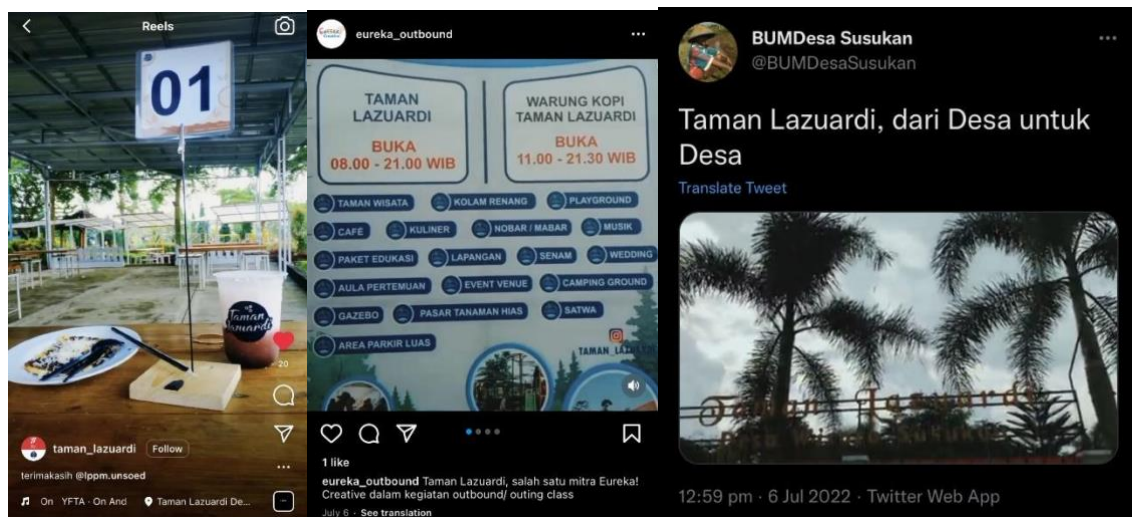 Reels
01
Taman
Lazuardi
20
taman_lazuardi Follow
terimakasih @lppm.unsoed
On YFTA · On And Taman Lazuardi De...
eureka_outbound
TAMAN
LAZUARDI
BUKA
08.00 - 21.00 WIB
WARUNG KOPI
TAMAN LAZUARDI
BUKA
11.00 - 21.30 WIB
TAMAN WISATA KOLAM RENANG PLAYGROUND
CAFE KULINER NOBAR / MABAR MUSIK
PAKET EDUKASI LAPANGAN SENAM WEDDING
AULA PERTEMUAN EVENT VENUE CAMPING GROUND
GAZEBO PASAR TANAMAN HIAS SATWA
AREA PARKIR LUAS
1 like
eureka_outbound Taman Lazuardi, salah satu mitra Eureka!
Creative dalam kegiatan outbound/ outing class
July 6 · See translation
BUMDesa Susukan
@BUMDesaSusukan
Taman Lazuardi, dari Desa untuk
Desa
Translate Tweet
Taman Lazuardi
Desa Wisata Susukan
12:59 pm · 6 Jul 2022 · Twitter Web App